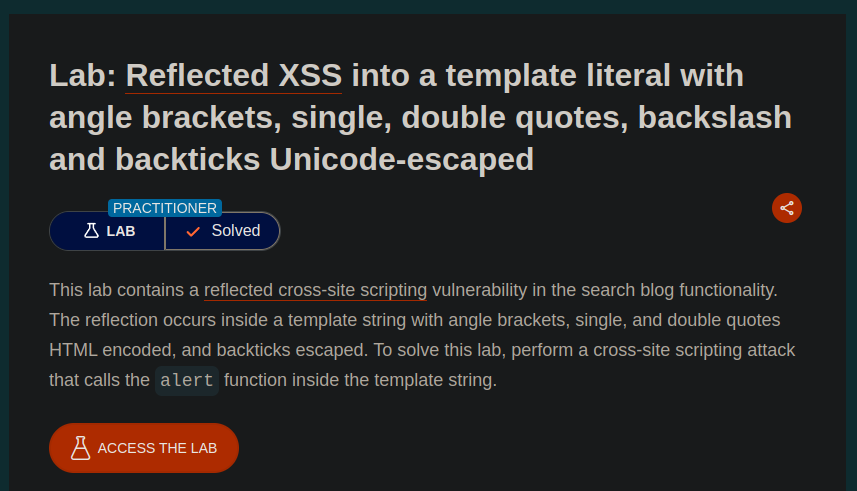 Lab: Reflected XSS into a template literal with
angle brackets, single, double quotes, backslash
and backticks Unicode-escaped
PRACTITIONER
LAB
Solved
This lab contains a reflected cross-site scripting vulnerability in the search blog functionality.
The reflection occurs inside a template string with angle brackets, single, and double quotes
HTML encoded, and backticks escaped. To solve this lab, perform a cross-site scripting attack
that calls the alert function inside the template string.
ACCESS THE LAB